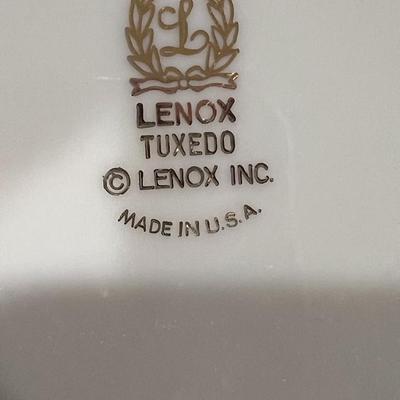 L
LENOX
TUXEDO
© LENOX INC.
MADE IN U.S.A.